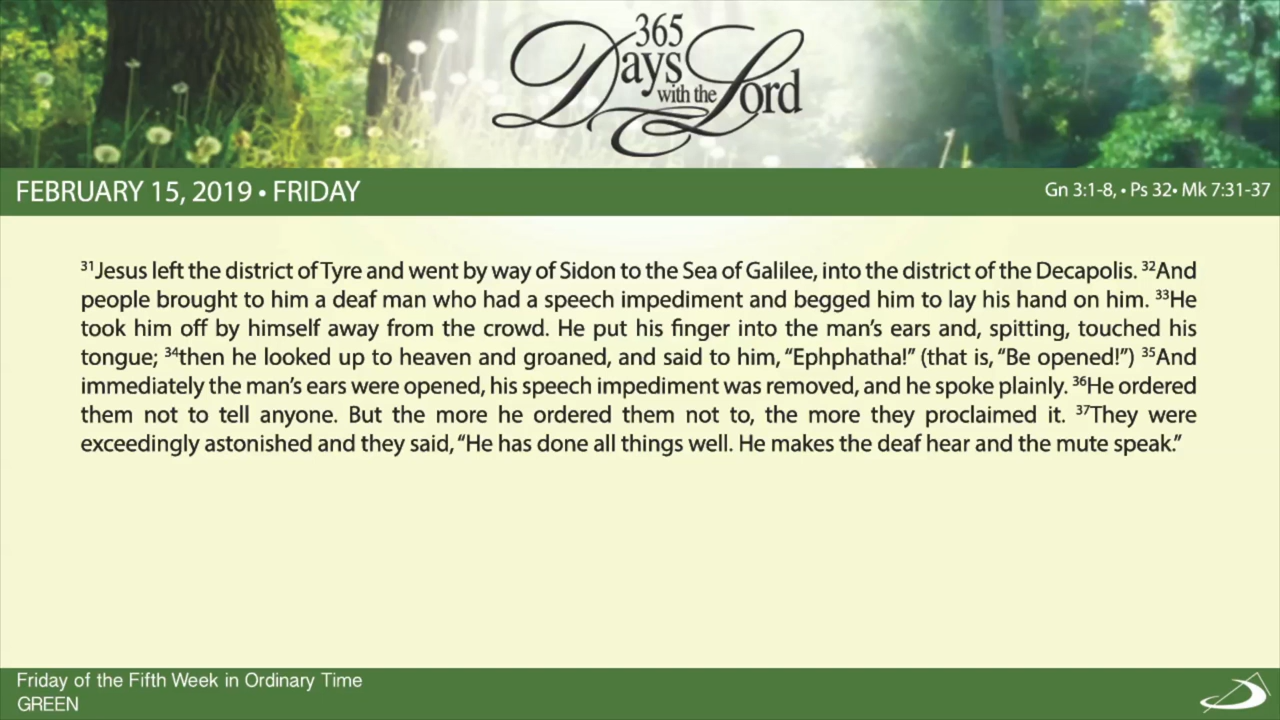 365
Days
with the Lord
FEBRUARY 15, 2019 • FRIDAY
Gn 3:1-8, • Ps 32• Mk 7:31-37
³¹Jesus left the district of Tyre and went by way of Sidon to the Sea of Galilee, into the district of the Decapolis. ³²And
people brought to him a deaf man who had a speech impediment and begged him to lay his hand on him. ³³He
took him off by himself away from the crowd. He put his finger into the man’s ears and, spitting, touched his
tongue; ³⁴then he looked up to heaven and groaned, and said to him, “Ephphatha!” (that is, “Be opened!”) ³⁵And
immediately the man’s ears were opened, his speech impediment was removed, and he spoke plainly. ³⁶He ordered
them not to tell anyone. But the more he ordered them not to, the more they proclaimed it. ³⁷They were
exceedingly astonished and they said, “He has done all things well. He makes the deaf hear and the mute speak.”
Friday of the Fifth Week in Ordinary Time
GREEN